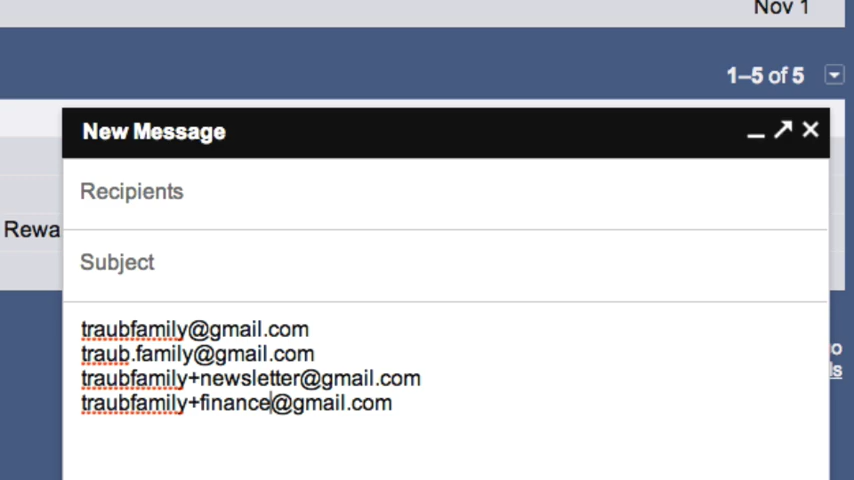 Nov 1
1–5 of 5
New Message
Recipients
Rewa
Subject
traubfamily@gmail.com
traub.family@gmail.com
traubfamily+newsletter@gmail.com
traubfamily+finance@gmail.com